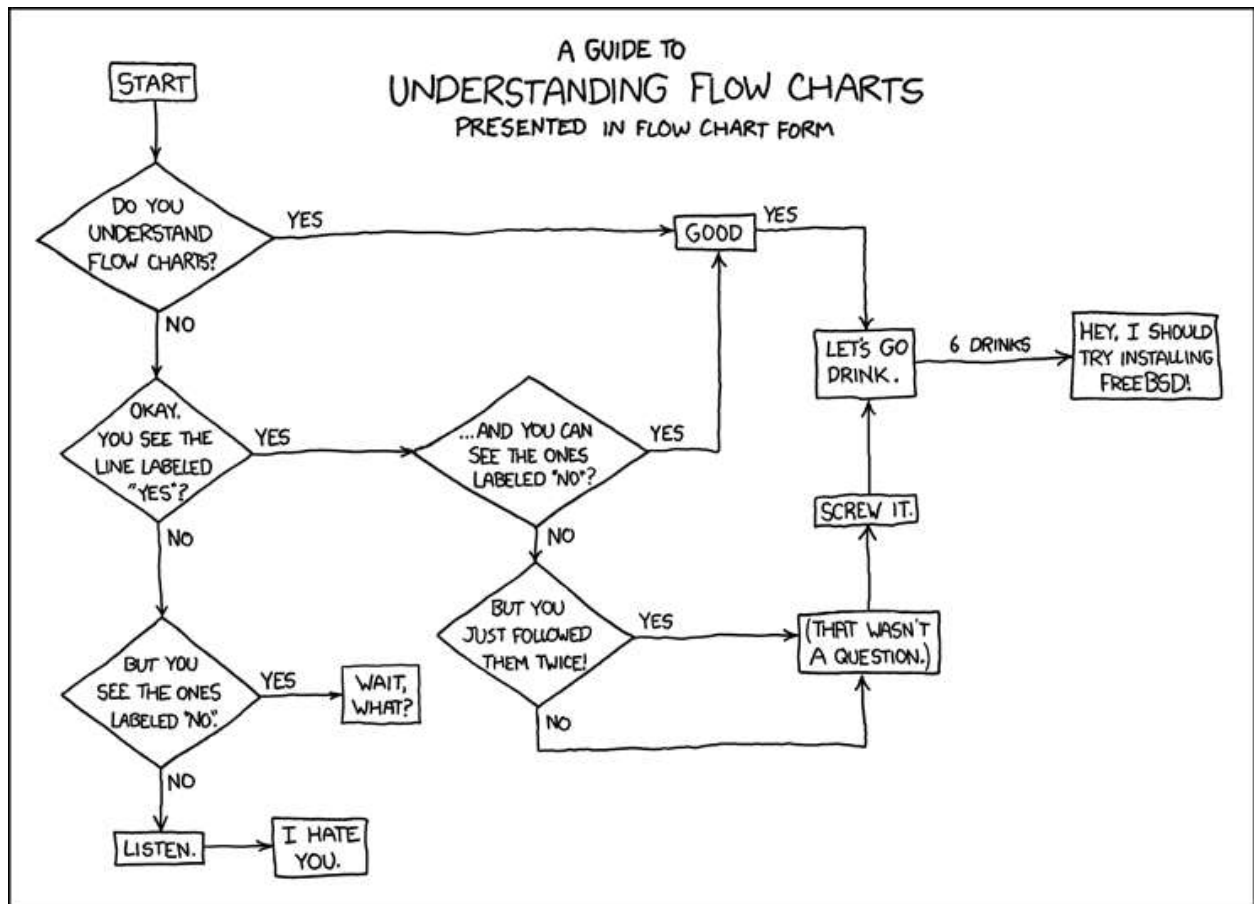 A GUIDE TO
UNDERSTANDING FLOW CHARTS
PRESENTED IN FLOW CHART FORM
START
DO YOU
UNDERSTAND
FLOW CHARTS?
YES
GOOD
YES
NO
LET'S GO
DRINK.
6 DRINKS
HEY, I SHOULD
TRY INSTALLING
FREEBSD!
OKAY.
YOU SEE THE
LINE LABELED
"YES"?
YES
...AND YOU CAN
SEE THE ONES
LABELED "NO"?
YES
NO
NO
SCREW IT.
BUT YOU
JUST FOLLOWED
THEM TWICE!
YES
(THAT WASN'T
A QUESTION.)
NO
BUT YOU
SEE THE ONES
LABELED "NO".
YES
WAIT,
WHAT?
NO
LISTEN.
I HATE
YOU.